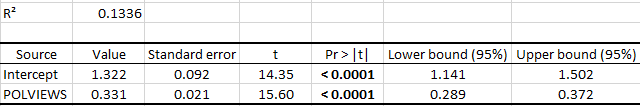 R² 0.1336
Source Value Standard error t Pr > |t| Lower bound (95%) Upper bound (95%)
Intercept 1.322 0.092 14.35 < 0.0001 1.141 1.502
POLVIEWS 0.331 0.021 15.60 < 0.0001 0.289 0.372